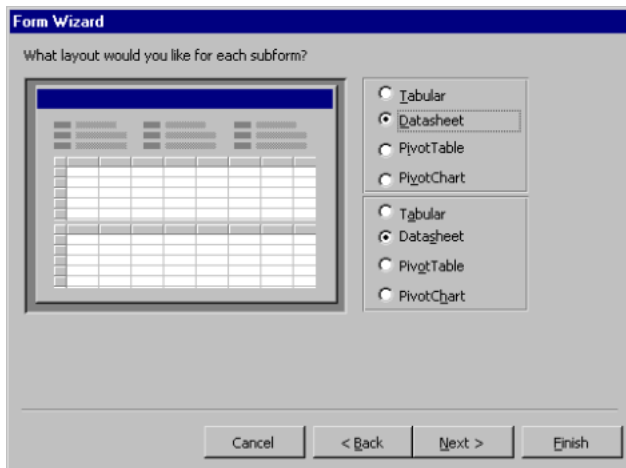 Form Wizard
What layout would you like for each subform?
Tabular
Datasheet
PivotTable
PivotChart
Tabular
Datasheet
PivotTable
PivotChart
Cancel
< Back
Next >
Finish